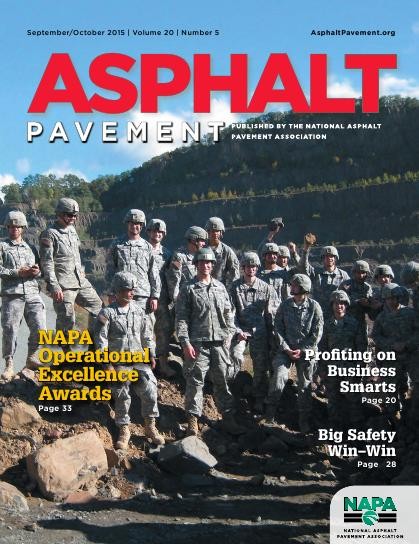 September/October 2015 | Volume 20 | Number 5
AsphaltPavement.org
ASPHALT
PAVEMENT
PUBLISHED BY THE NATIONAL ASPHALT
PAVEMENT ASSOCIATION
NAPA
Operational
Excellence
Awards
Page 33
Profiting on
Business
Smarts
Page 20
Big Safety
Win–Win
Page 28
NAPA
NATIONAL ASPHALT
PAVEMENT ASSOCIATION